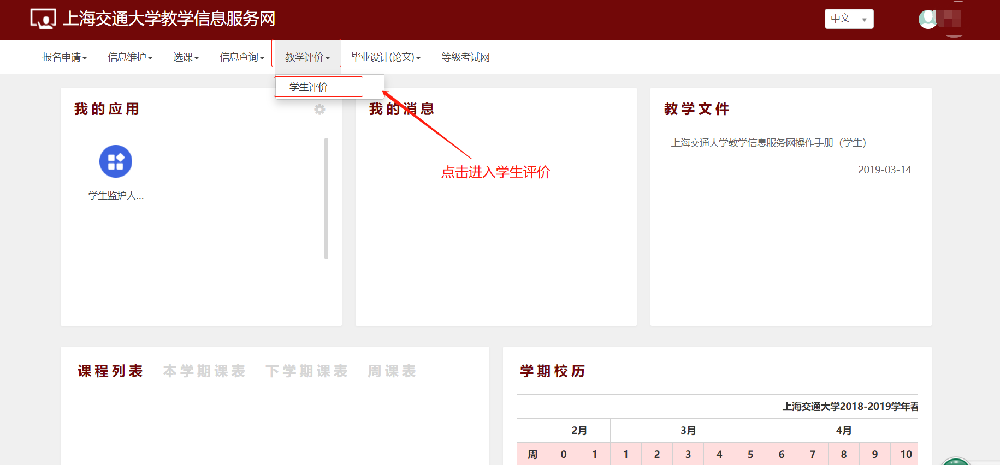 上海交通大学教学信息服务网
中文
报名申请 信息维护 选课 信息查询 教学评价 毕业设计(论文) 等级考试网
学生评价
我的应用
我的消息
教学文件
上海交通大学教学信息服务网操作手册（学生）
2019-03-14
点击进入学生评价
学生监护人...
课程列表 本学期课表 下学期课表 周课表
学期校历
上海交通大学2018-2019学年春
2月 3月 4月
周 0 1 1 2 3 4 5 6 7 8 9 10